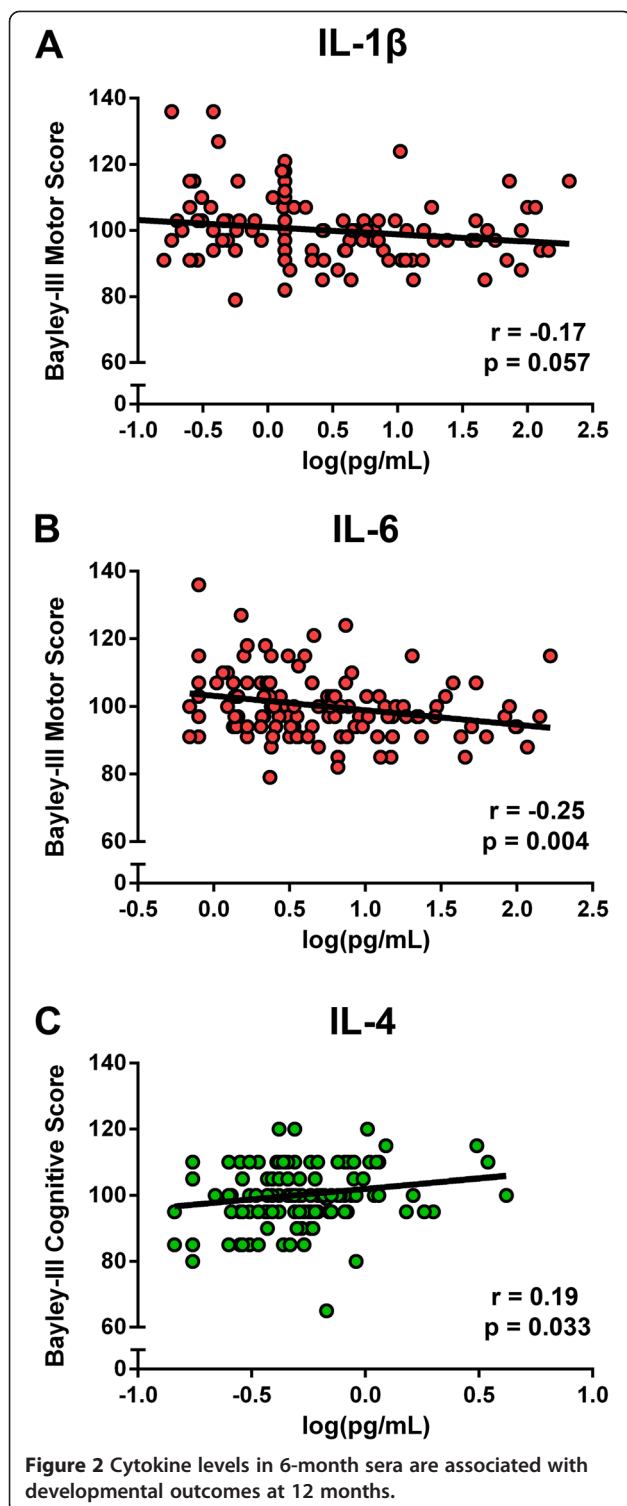 A
IL-1β
Bayley-III Motor Score
140
120
100
80
60
0
r = -0.17
p = 0.057
-1.0 -0.5 0.0 0.5 1.0 1.5 2.0 2.5
log(pg/mL)
B
IL-6
Bayley-III Motor Score
140
120
100
80
60
0
r = -0.25
p = 0.004
-0.5 0.0 0.5 1.0 1.5 2.0 2.5
log(pg/mL)
C
IL-4
Bayley-III Cognitive Score
140
120
100
80
60
0
r = 0.19
p = 0.033
-1.0 -0.5 0.0 0.5 1.0
log(pg/mL)
Figure 2 Cytokine levels in 6-month sera are associated with
developmental outcomes at 12 months.